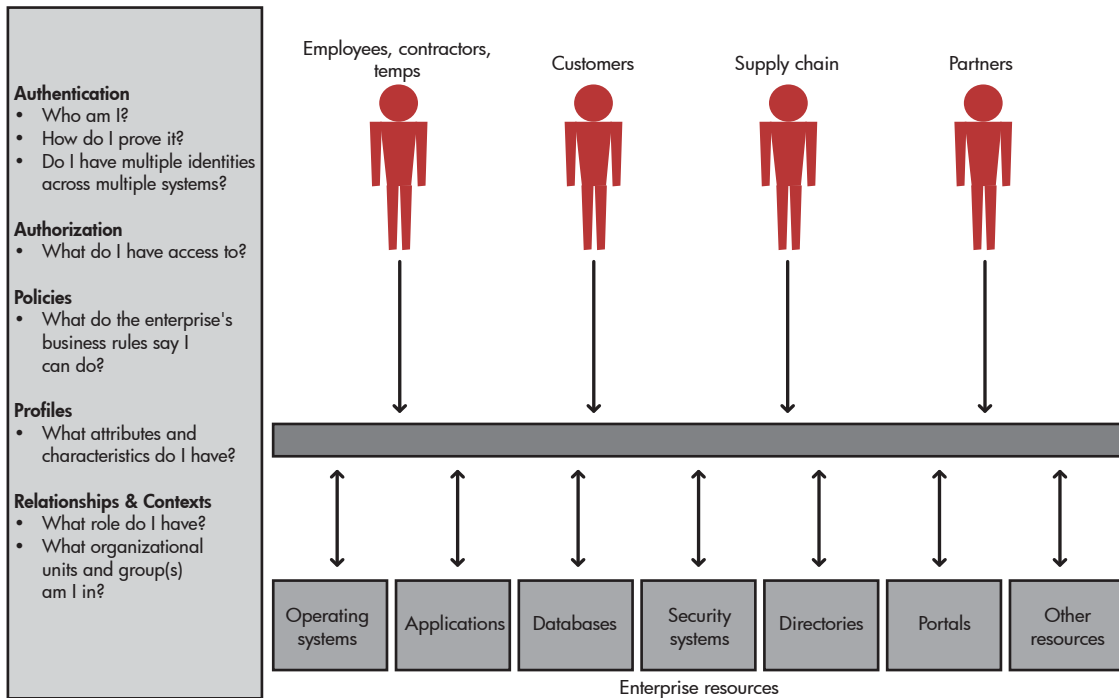 Authentication
• Who am I?
• How do I prove it?
• Do I have multiple identities
across multiple systems?
Authorization
• What do I have access to?
Policies
• What do the enterprise's
business rules say I
can do?
Profiles
• What attributes and
characteristics do I have?
Relationships & Contexts
• What role do I have?
• What organizational
units and group(s)
am I in?
Employees, contractors,
temps
Customers
Supply chain
Partners
Operating
systems
Applications
Databases
Security
systems
Directories
Portals
Other
resources
Enterprise resources